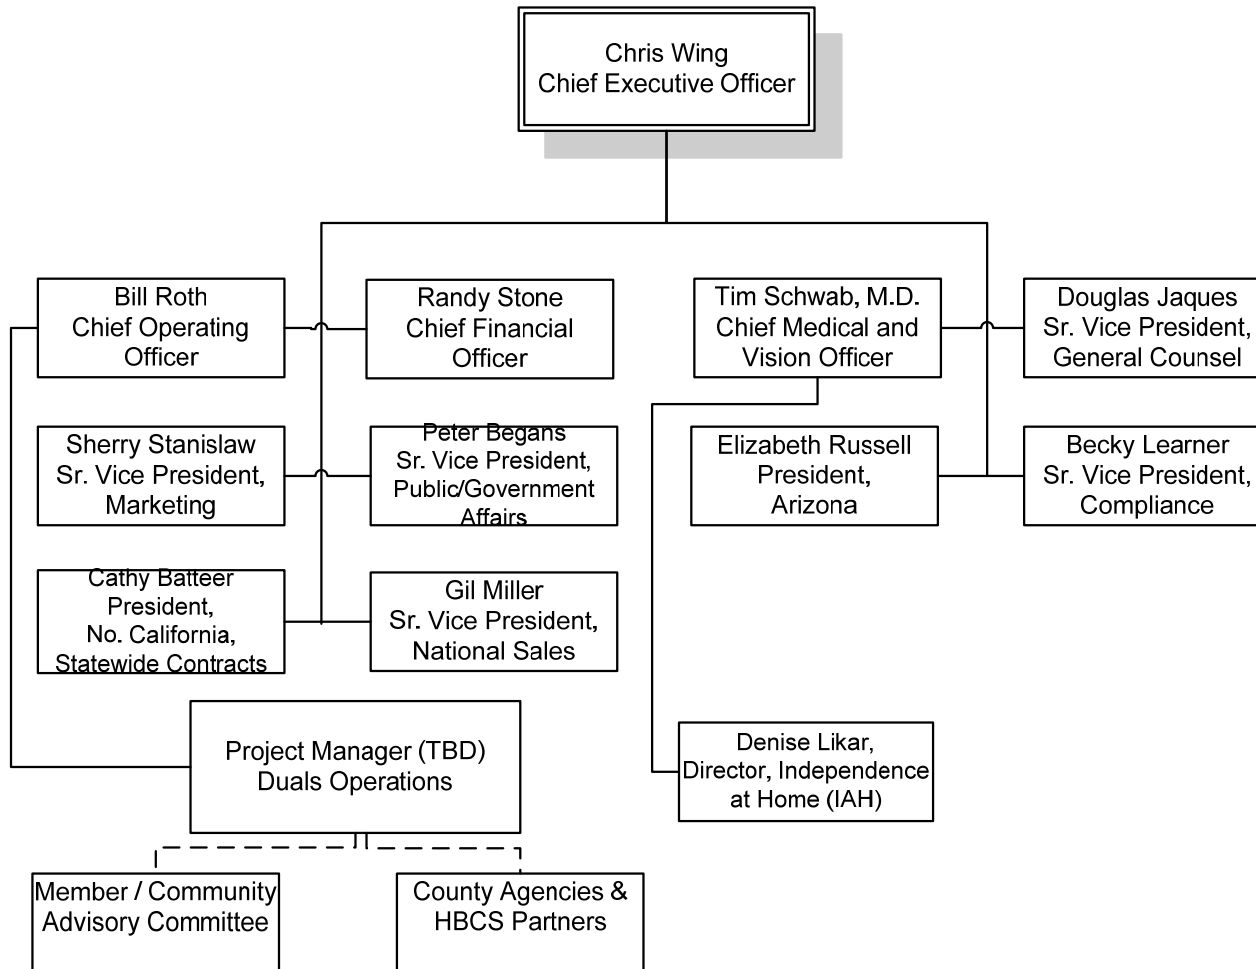 Chris Wing
Chief Executive Officer
Bill Roth
Chief Operating
Officer
Randy Stone
Chief Financial
Officer
Tim Schwab, M.D.
Chief Medical and
Vision Officer
Douglas Jaques
Sr. Vice President,
General Counsel
Sherry Stanislaw
Sr. Vice President,
Marketing
Peter Begans
Sr. Vice President,
Public/Government
Affairs
Elizabeth Russell
President,
Arizona
Becky Learner
Sr. Vice President,
Compliance
Cathy Batteer
President,
No. California,
Statewide Contracts
Gil Miller
Sr. Vice President,
National Sales
Project Manager (TBD)
Duals Operations
Denise Likar,
Director, Independence
at Home (IAH)
Member / Community
Advisory Committee
County Agencies &
HBCS Partners